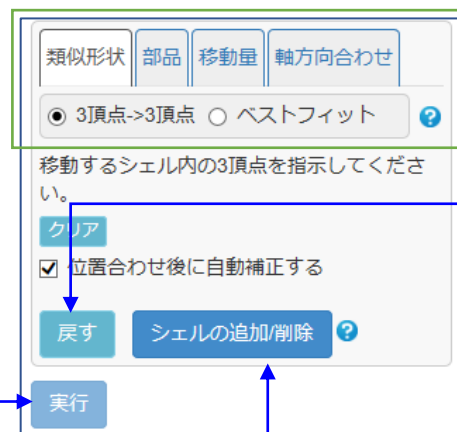 類似形状 部品 移動量 軸方向合わせ
3頂点->3頂点 ベストフィット
移動するシェル内の3頂点を指示してくださ
い。
クリア
位置合わせ後に自動補正する
戻す シェルの追加/削除
実行